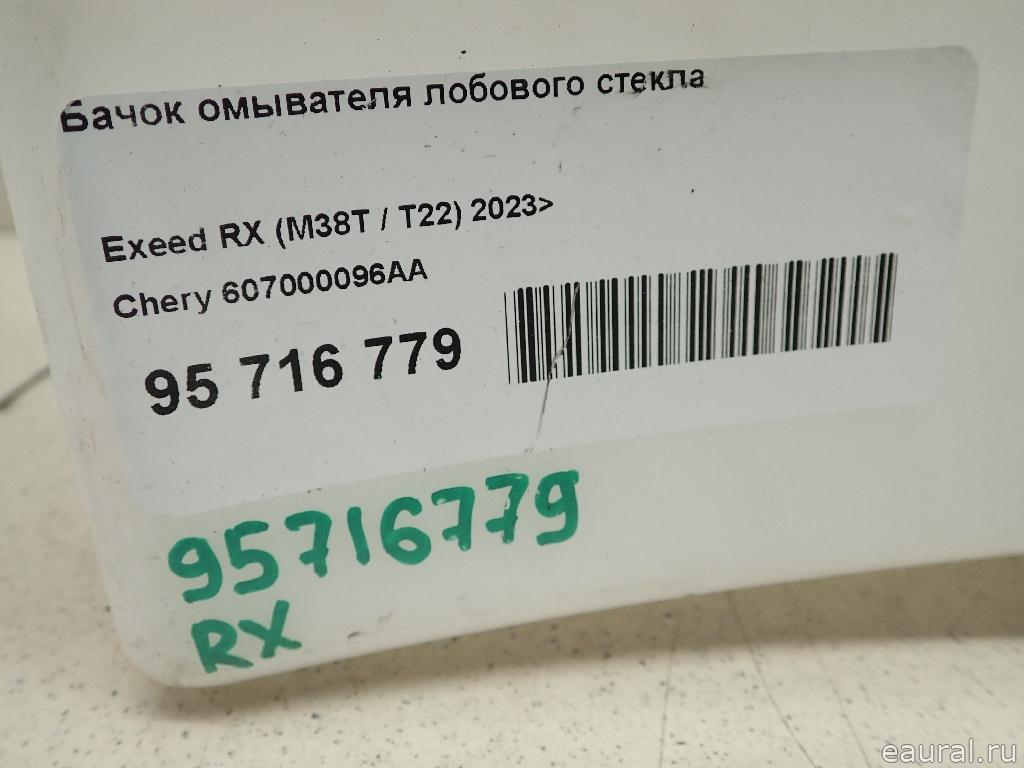 Бачок омывателя лобового стекла
Exeed RX (M38T / T22) 2023>
Chery 607000096AA
95 716 779
95716779
RX
eaural.ru